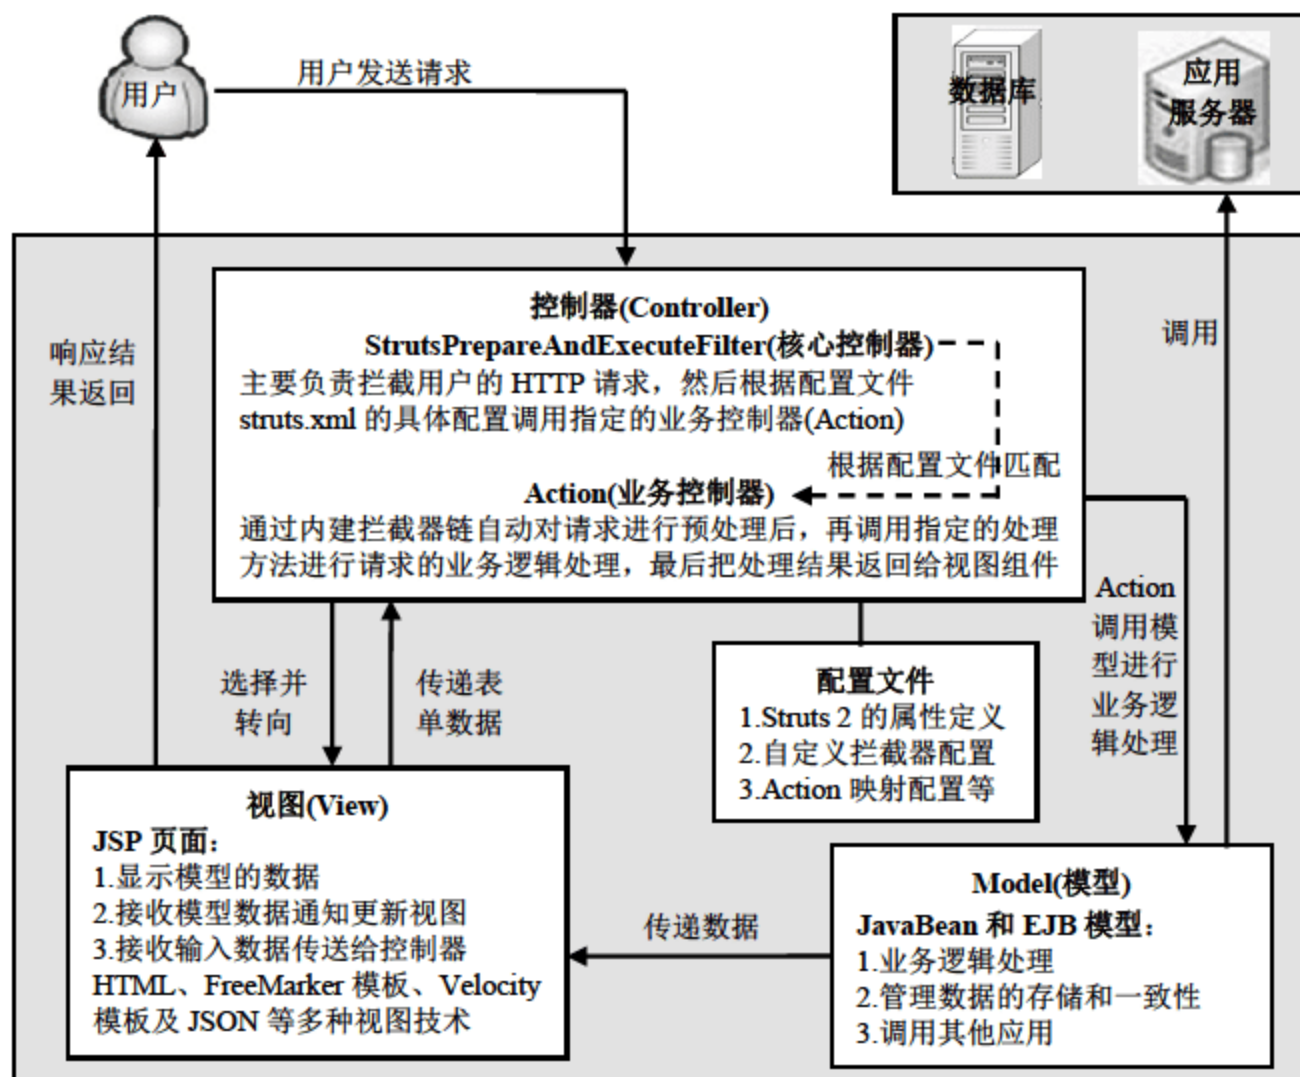 用户
用户发送请求
数据库
应用
服务器
响应结
果返回
调用
控制器(Controller)
StrutsPrepareAndExecuteFilter(核心控制器)
主要负责拦截用户的 HTTP 请求，然后根据配置文件
struts.xml 的具体配置调用指定的业务控制器(Action)
根据配置文件匹配
Action(业务控制器)
通过内建拦截器链自动对请求进行预处理后，再调用指定的处理
方法进行请求的业务逻辑处理，最后把处理结果返回给视图组件
选择并
转向
传递表
单数据
配置文件
1.Struts 2 的属性定义
2.自定义拦截器配置
3.Action 映射配置等
Action
调用模
型进行
业务逻
辑处理
视图(View)
JSP 页面：
1.显示模型的数据
2.接收模型数据通知更新视图
3.接收输入数据传送给控制器
HTML、FreeMarker 模板、Velocity
模板及 JSON 等多种视图技术
传递数据
Model(模型)
JavaBean 和 EJB 模型：
1.业务逻辑处理
2.管理数据的存储和一致性
3.调用其他应用